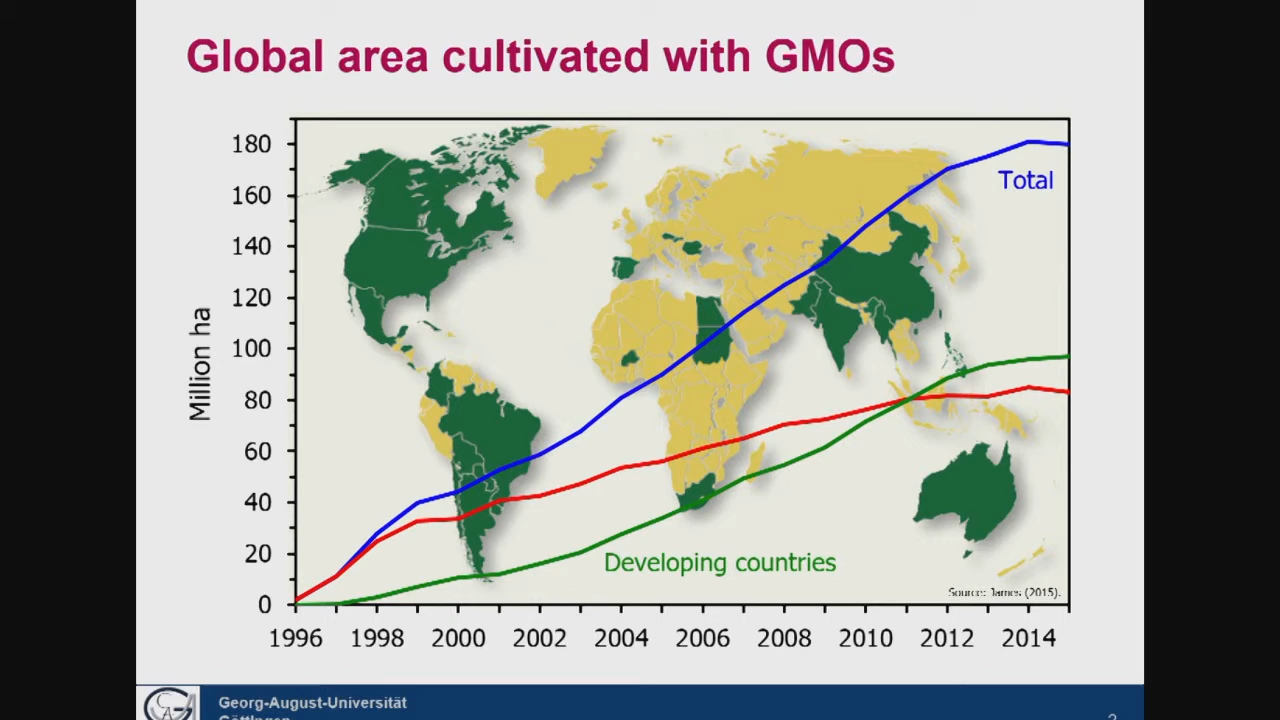 Global area cultivated with GMOs
Million ha
180
160
140
120
100
80
60
40
20
0
Total
Developing countries
Source: James (2015).
1996 1998 2000 2002 2004 2006 2008 2010 2012 2014
Georg-August-Universität
Göttingen
2